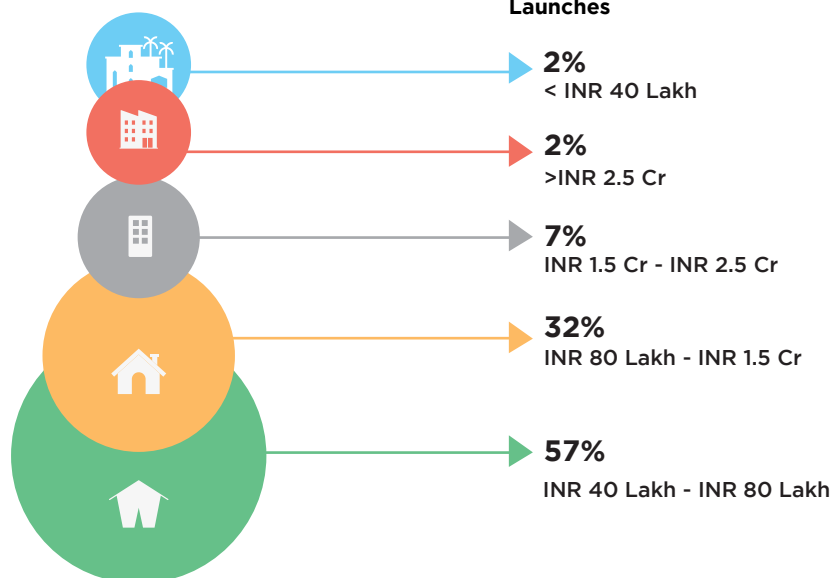 Launches
2%
< INR 40 Lakh
2%
>INR 2.5 Cr
7%
INR 1.5 Cr - INR 2.5 Cr
32%
INR 80 Lakh - INR 1.5 Cr
57%
INR 40 Lakh - INR 80 Lakh